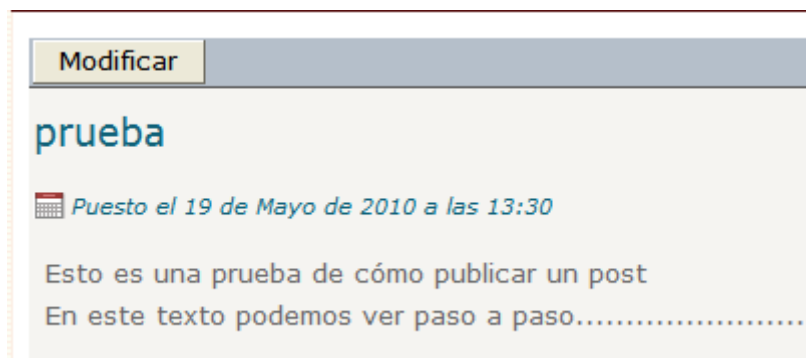 Modificar
prueba
Puesto el 19 de Mayo de 2010 a las 13:30
Esto es una prueba de cómo publicar un post
En este texto podemos ver paso a paso.......................